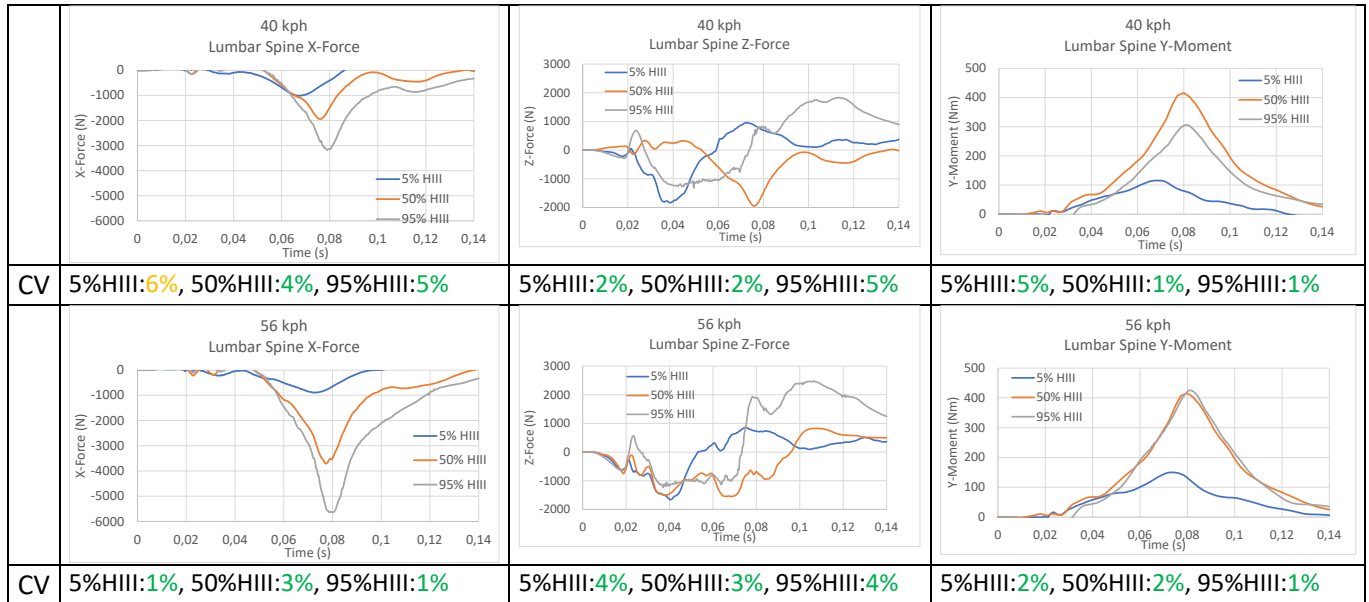 40 kph
Lumbar Spine X-Force
X-Force (N)
0
-1000
-2000
-3000
-4000
-5000
-6000
5% HIII
50% HIII
95% HIII
0 0,02 0,04 0,06 0,08 0,1 0,12 0,14
Time (s)
40 kph
Lumbar Spine Z-Force
Z-Force (N)
3000
2000
1000
0
-1000
-2000
5% HIII
50% HIII
95% HIII
0 0,02 0,04 0,06 0,08 0,1 0,12 0,14
Time (s)
40 kph
Lumbar Spine Y-Moment
Y-Moment (Nm)
500
400
300
200
100
0
5% HIII
50% HIII
95% HIII
0 0,02 0,04 0,06 0,08 0,1 0,12 0,14
Time (s)
CV
5%HIII:6%, 50%HIII:4%, 95%HIII:5%
5%HIII:2%, 50%HIII:2%, 95%HIII:5%
5%HIII:5%, 50%HIII:1%, 95%HIII:1%
56 kph
Lumbar Spine X-Force
X-Force (N)
0
-1000
-2000
-3000
-4000
-5000
-6000
5% HIII
50% HIII
95% HIII
0 0,02 0,04 0,06 0,08 0,1 0,12 0,14
Time (s)
56 kph
Lumbar Spine Z-Force
Z-Foce (N)
3000
2000
1000
0
-1000
-2000
5% HIII
50% HIII
95% HIII
0 0,02 0,04 0,06 0,08 0,1 0,12 0,14
Time (s)
56 kph
Lumbar Spine Y-Moment
Y-Moment (Nm)
500
400
300
200
100
0
5% HIII
50% HIII
95% HIII
0 0,02 0,04 0,06 0,08 0,1 0,12 0,14
Time (s)
CV
5%HIII:1%, 50%HIII:3%, 95%HIII:1%
5%HIII:4%, 50%HIII:3%, 95%HIII:4%
5%HIII:2%, 50%HIII:2%, 95%HIII:1%